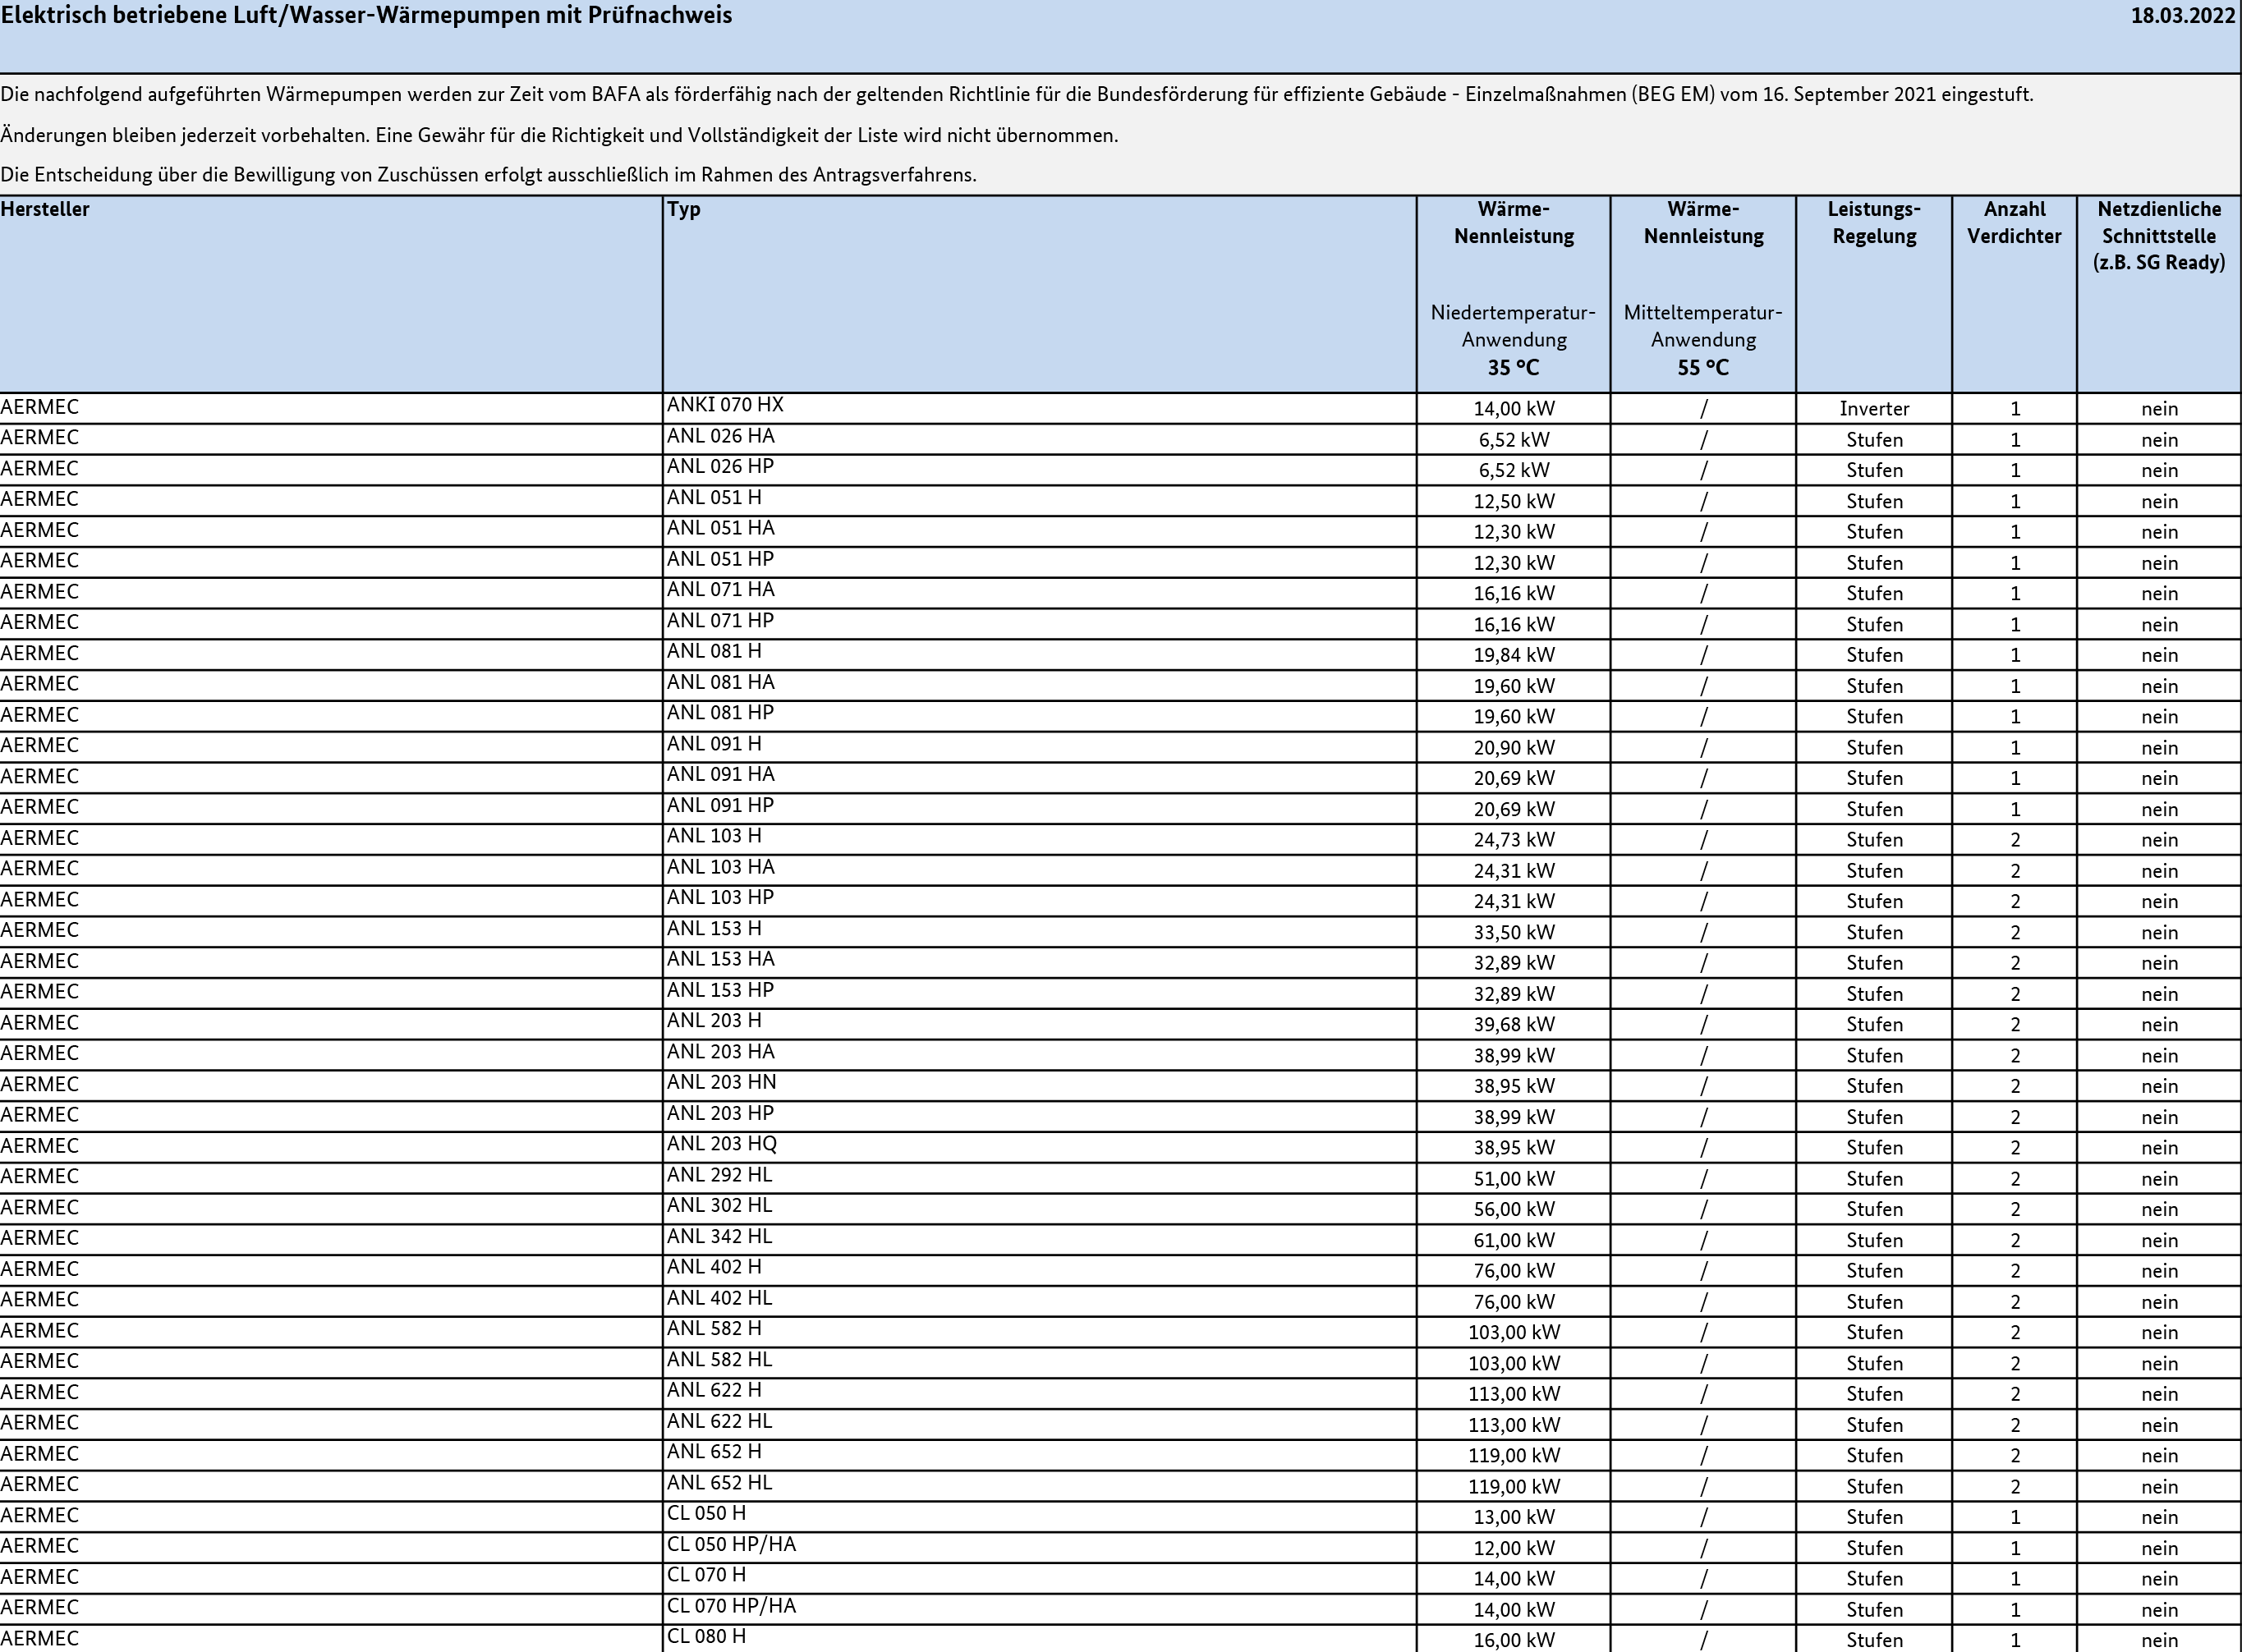 Elektrisch betriebene Luft/Wasser-Wärmepumpen mit Prüfnachweis 18.03.2022
Die nachfolgend aufgeführten Wärmepumpen werden zur Zeit vom BAFA als förderfähig nach der geltenden Richtlinie für die Bundesförderung für effiziente Gebäude - Einzelmaßnahmen (BEG EM) vom 16. September 2021 eingestuft.
Änderungen bleiben jederzeit vorbehalten. Eine Gewähr für die Richtigkeit und Vollständigkeit der Liste wird nicht übernommen.
Die Entscheidung über die Bewilligung von Zuschüssen erfolgt ausschließlich im Rahmen des Antragsverfahrens.
Hersteller Typ Wärme- Wärme- Leistungs- Anzahl Netzdienliche
Nennleistung Nennleistung Regelung Verdichter Schnittstelle
(z.B. SG Ready)
Niedertemperatur- Mitteltemperatur-
Anwendung Anwendung
35 °C 55 °C
AERMEC ANKI 070 HX 14,00 kW / Inverter 1 nein
AERMEC ANL 026 HA 6,52 kW / Stufen 1 nein
AERMEC ANL 026 HP 6,52 kW / Stufen 1 nein
AERMEC ANL 051 H 12,50 kW / Stufen 1 nein
AERMEC ANL 051 HA 12,30 kW / Stufen 1 nein
AERMEC ANL 051 HP 12,30 kW / Stufen 1 nein
AERMEC ANL 071 HA 16,16 kW / Stufen 1 nein
AERMEC ANL 071 HP 16,16 kW / Stufen 1 nein
AERMEC ANL 081 H 19,84 kW / Stufen 1 nein
AERMEC ANL 081 HA 19,60 kW / Stufen 1 nein
AERMEC ANL 081 HP 19,60 kW / Stufen 1 nein
AERMEC ANL 091 H 20,90 kW / Stufen 1 nein
AERMEC ANL 091 HA 20,69 kW / Stufen 1 nein
AERMEC ANL 091 HP 20,69 kW / Stufen 1 nein
AERMEC ANL 103 H 24,73 kW / Stufen 2 nein
AERMEC ANL 103 HA 24,31 kW / Stufen 2 nein
AERMEC ANL 103 HP 24,31 kW / Stufen 2 nein
AERMEC ANL 153 H 33,50 kW / Stufen 2 nein
AERMEC ANL 153 HA 32,89 kW / Stufen 2 nein
AERMEC ANL 153 HP 32,89 kW / Stufen 2 nein
AERMEC ANL 203 H 39,68 kW / Stufen 2 nein
AERMEC ANL 203 HA 38,99 kW / Stufen 2 nein
AERMEC ANL 203 HN 38,95 kW / Stufen 2 nein
AERMEC ANL 203 HP 38,99 kW / Stufen 2 nein
AERMEC ANL 203 HQ 38,95 kW / Stufen 2 nein
AERMEC ANL 292 HL 51,00 kW / Stufen 2 nein
AERMEC ANL 302 HL 56,00 kW / Stufen 2 nein
AERMEC ANL 342 HL 61,00 kW / Stufen 2 nein
AERMEC ANL 402 H 76,00 kW / Stufen 2 nein
AERMEC ANL 402 HL 76,00 kW / Stufen 2 nein
AERMEC ANL 582 H 103,00 kW / Stufen 2 nein
AERMEC ANL 582 HL 103,00 kW / Stufen 2 nein
AERMEC ANL 622 H 113,00 kW / Stufen 2 nein
AERMEC ANL 622 HL 113,00 kW / Stufen 2 nein
AERMEC ANL 652 H 119,00 kW / Stufen 2 nein
AERMEC ANL 652 HL 119,00 kW / Stufen 2 nein
AERMEC CL 050 H 13,00 kW / Stufen 1 nein
AERMEC CL 050 HP/HA 12,00 kW / Stufen 1 nein
AERMEC CL 070 H 14,00 kW / Stufen 1 nein
AERMEC CL 070 HP/HA 14,00 kW / Stufen 1 nein
AERMEC CL 080 H 16,00 kW / Stufen 1 nein